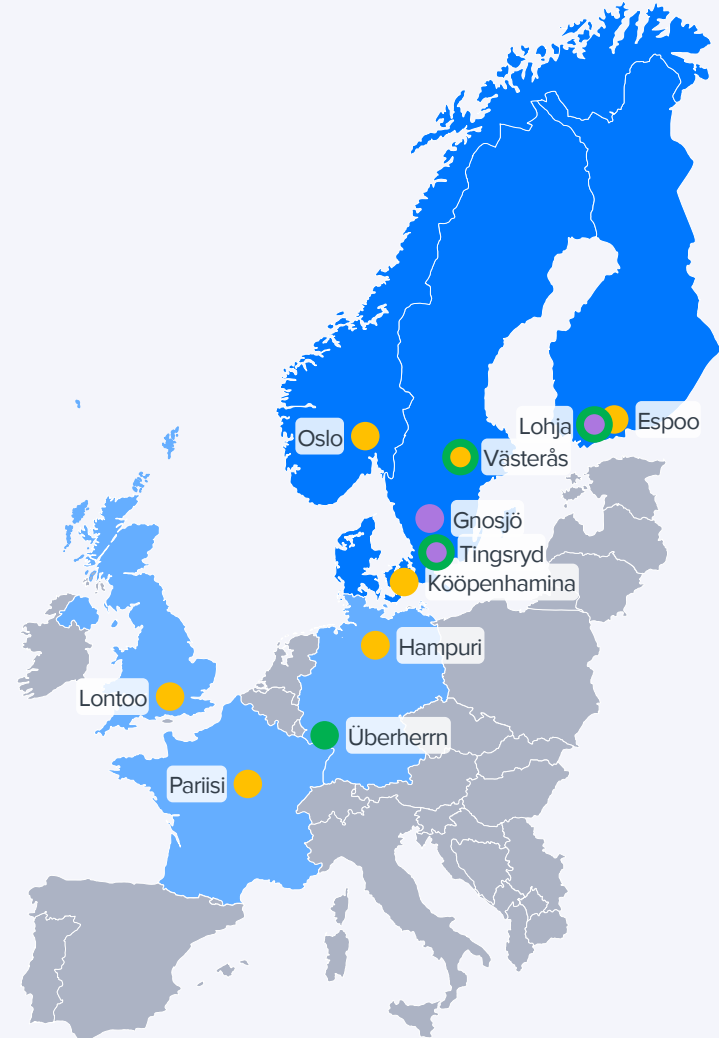 Lohja
Espoo
Oslo
Västerås
Gnosjö
Tingsryd
Kööpenhamina
Hampuri
Lontoo
Überherrn
Pariisi